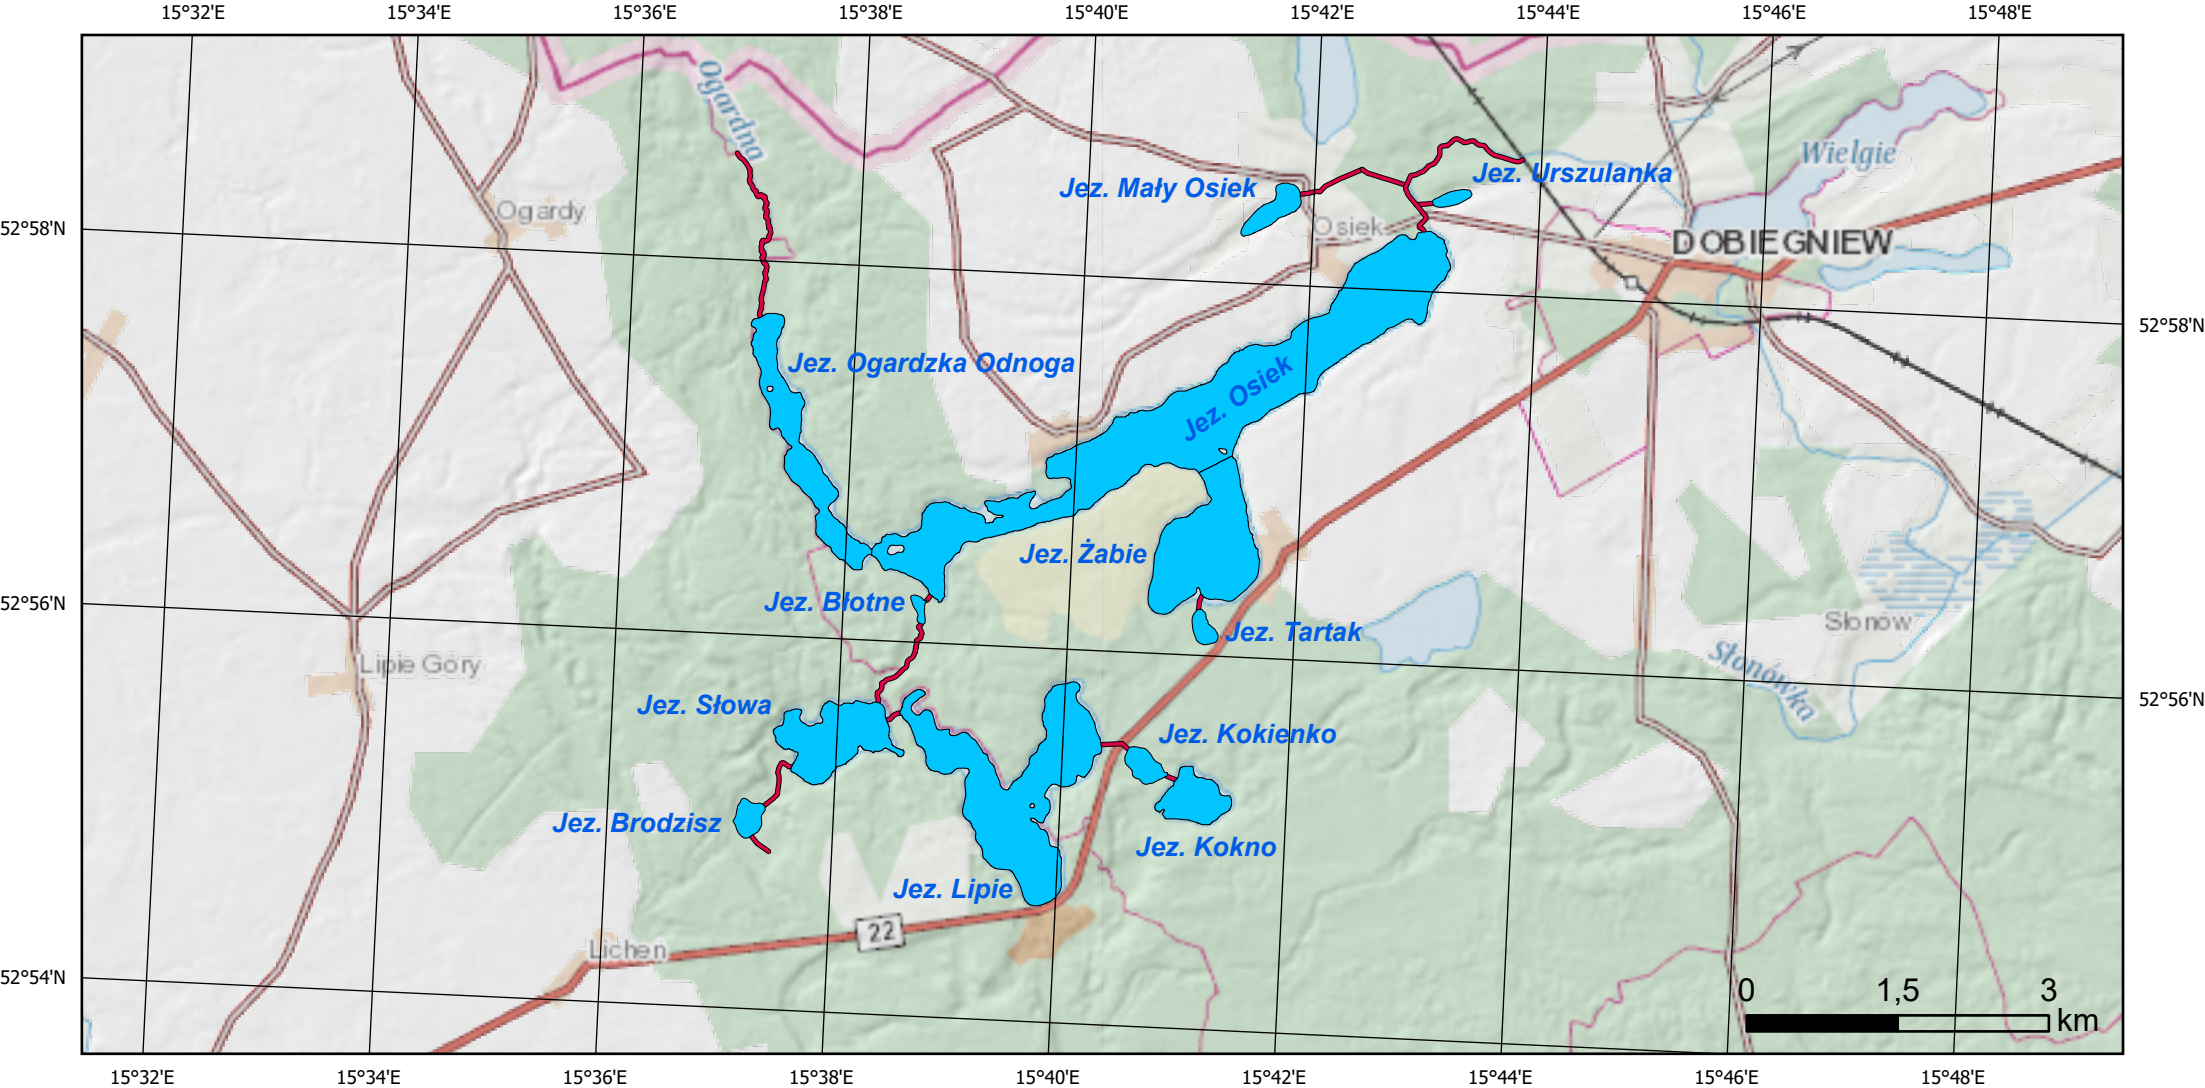 15°32'E 15°34'E 15°36'E 15°38'E 15°40'E 15°42'E 15°44'E 15°46'E 15°48'E
Ogardna
Wielgie
Jez. Urszulanka
Jez. Mały Osiek
Ogardy
Osiek
52°58'N
DOBIEGNIEW
52°58'N
Jez. Ogardzka Odnoga
Jez. Osiek
Jez. Żabie
52°56'N
Jez. Błotne
Słonów
Jez. Tartak
Lipie Góry
Słonówka
52°56'N
Jez. Słowa
Jez. Kokienko
Jez. Brodzisz
Jez. Kokno
Jez. Lipie
22
Licheń
52°54'N
0 1,5 3
km
15°32'E 15°34'E 15°36'E 15°38'E 15°40'E 15°42'E 15°44'E 15°46'E 15°48'E